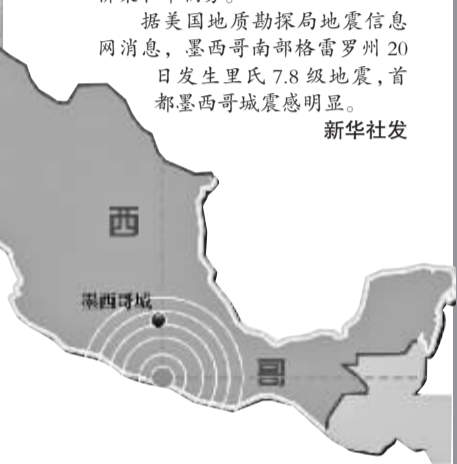 据美国地质勘探局地震信息
网消息，墨西哥南部格雷罗州 20
日发生里氏 7.8 级地震，首
都墨西哥城震感明显。
新华社发
西
墨西哥城
哥